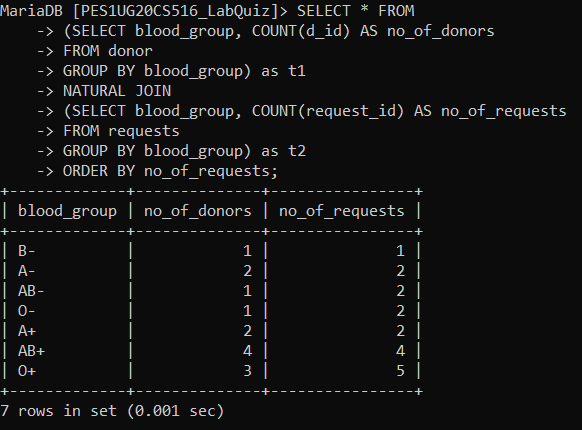 MariaDB [PES1UG20CS516_LabQuiz]> SELECT * FROM
    -> (SELECT blood_group, COUNT(d_id) AS no_of_donors
    -> FROM donor
    -> GROUP BY blood_group) as t1
    -> NATURAL JOIN
    -> (SELECT blood_group, COUNT(request_id) AS no_of_requests
    -> FROM requests
    -> GROUP BY blood_group) as t2
    -> ORDER BY no_of_requests;
+-------------+--------------+----------------+
| blood_group | no_of_donors | no_of_requests |
+-------------+--------------+----------------+
| B-          |            1 |              1 |
| A-          |            2 |              2 |
| AB-         |            1 |              2 |
| O-          |            1 |              2 |
| A+          |            2 |              2 |
| AB+         |            4 |              4 |
| O+          |            3 |              5 |
+-------------+--------------+----------------+
7 rows in set (0.001 sec)